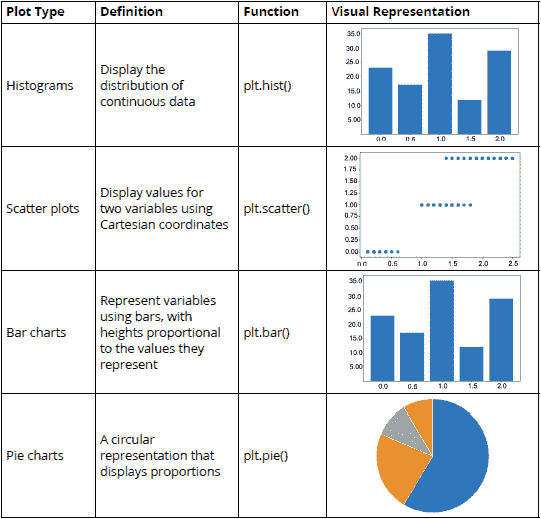 Plot Type Definition Function Visual Representation
Histograms
Display the
distribution of
continuous data
plt.hist()
35.0
30.0
25.0
20.0
15.0
10.0
5.00
0.0 0.6 1.0 1.5 2.0
Scatter plots
Display values for
two variables using
Cartesian coordinates
plt.scatter()
2.00
1.75
1.50
1.25
1.00
0.75
0.50
0.25
0.00
0.0 0.5 1.0 1.5 2.0 2.5
Bar charts
Represent variables
using bars, with
heights proportional
to the values they
represent
plt.bar()
35.0
30.0
25.0
20.0
15.0
10.0
5.00
0.0 0.5 1.0 1.5 2.0
Pie charts
A circular
representation that
displays proportions
plt.pie()